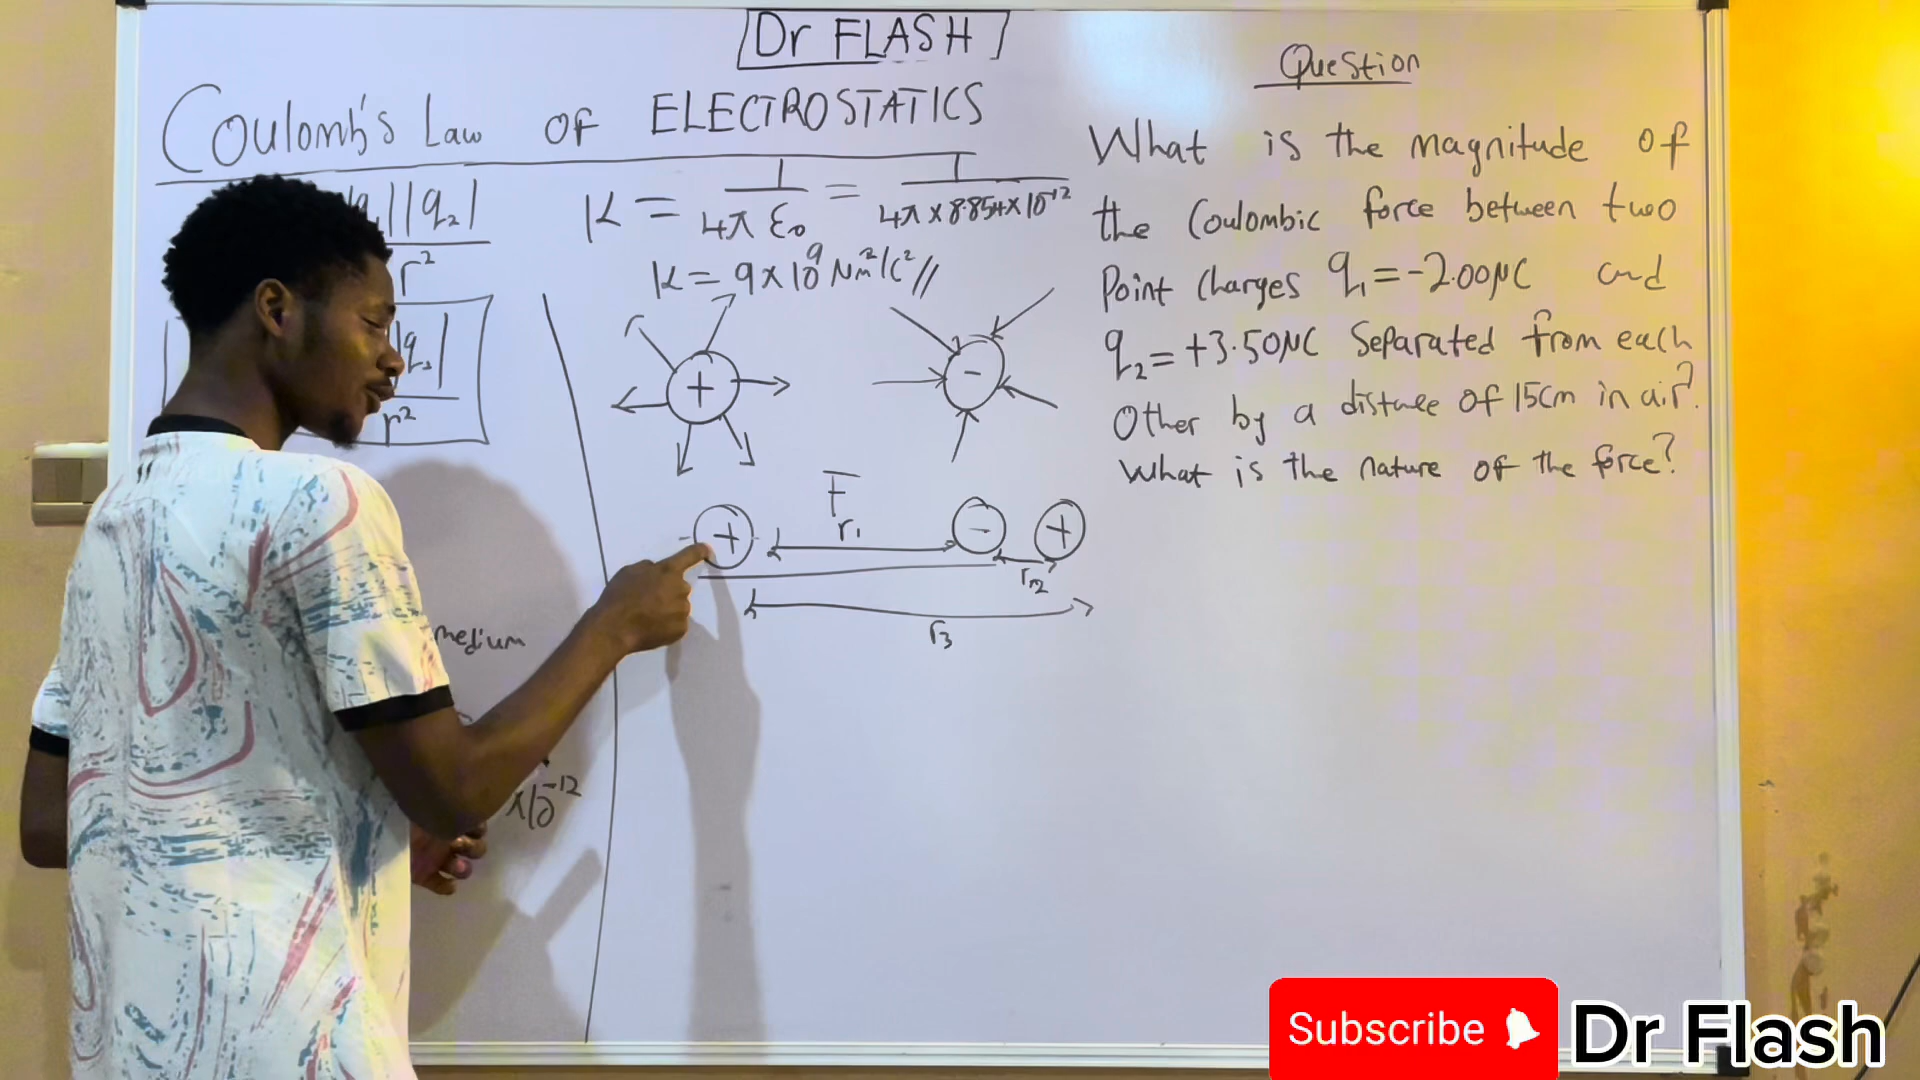 Dr FLASH
Coulomb's Law OF ELECTROSTATICS
|q₂|
r²
|q₂|
r²
K = 1/4π ε₀ = 1/4π x 8.854 x 10⁻¹²
K = 9 x 10⁹ Nm²/C² //
+
-
F
r₁
+
-
+
r₂
r₃
medium
x10⁻¹²
Question
What is the magnitude of
the Coulombic force between two
Point Charges q₁ = -2.00μC and
q₂ = +3.50μC Separated from each
Other by a distance of 15cm in air?
What is the nature of the force?
Subscribe
Dr Flash